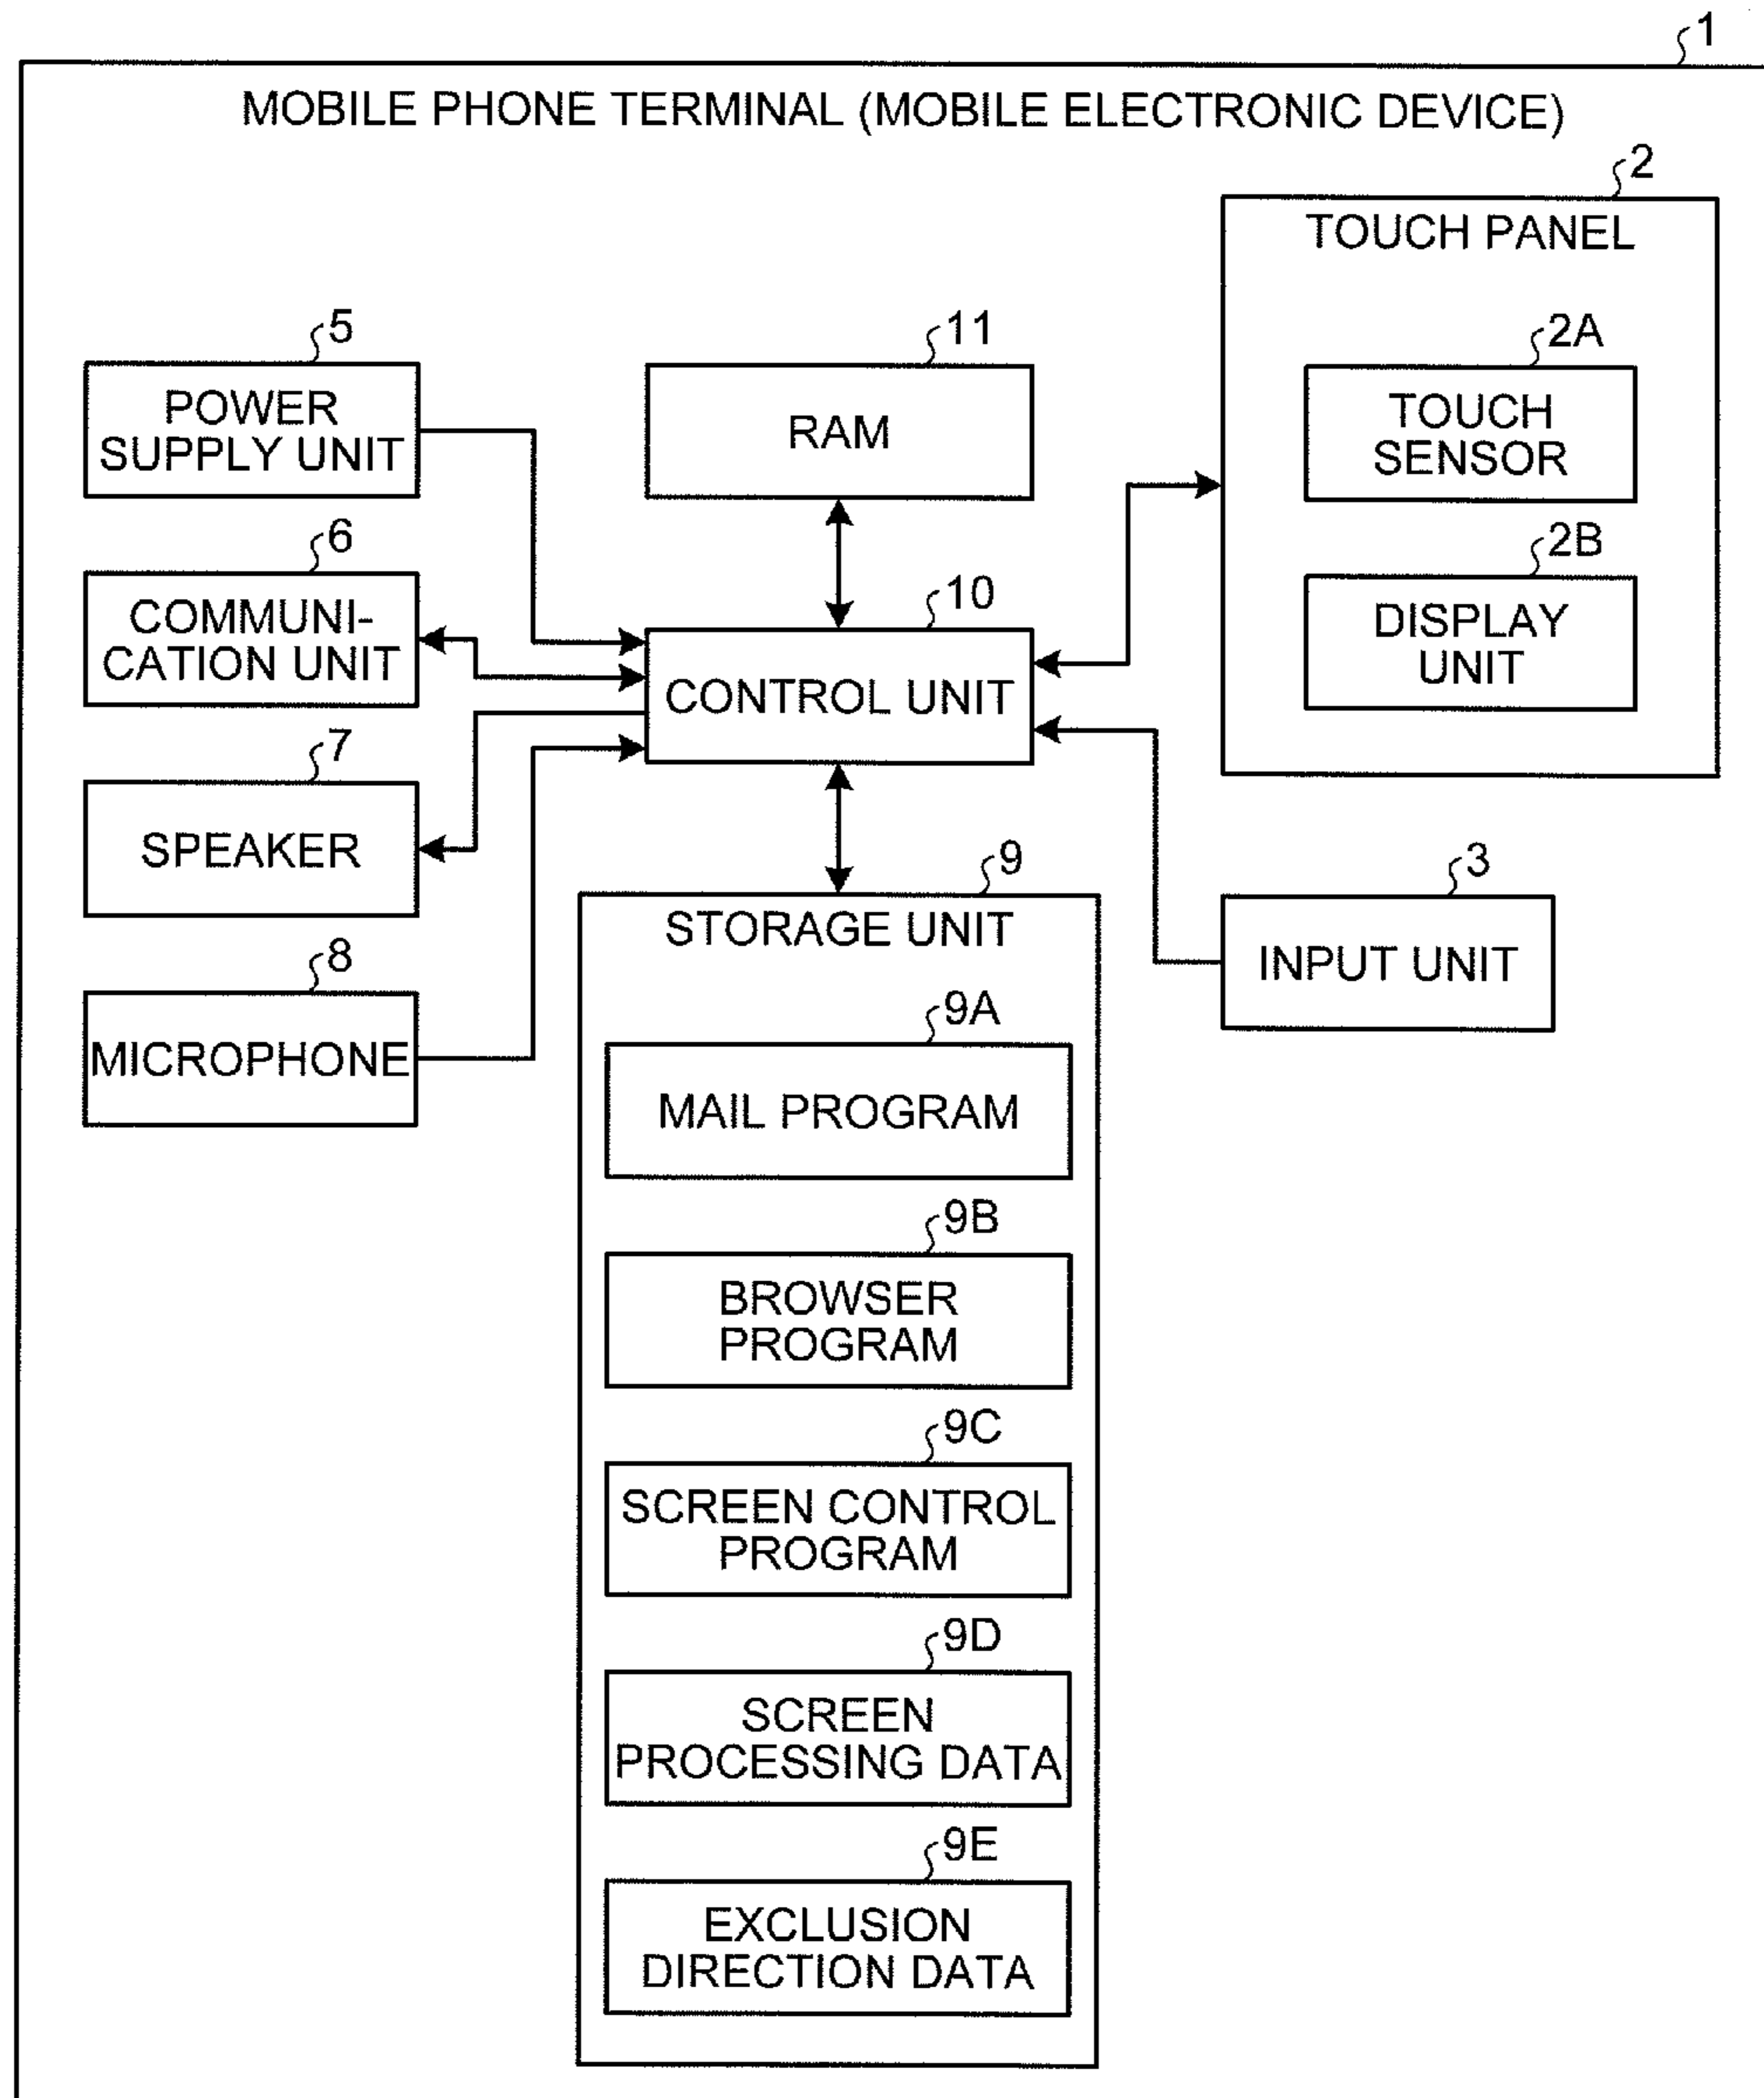 1
MOBILE PHONE TERMINAL (MOBILE ELECTRONIC DEVICE)
2
TOUCH PANEL
2A
TOUCH
SENSOR
2B
DISPLAY
UNIT
5
POWER
SUPPLY UNIT
11
RAM
6
COMMUNI-
CATION UNIT
10
CONTROL UNIT
7
SPEAKER
8
MICROPHONE
3
INPUT UNIT
9
STORAGE UNIT
9A
MAIL PROGRAM
9B
BROWSER
PROGRAM
9C
SCREEN CONTROL
PROGRAM
9D
SCREEN
PROCESSING DATA
9E
EXCLUSION
DIRECTION DATA